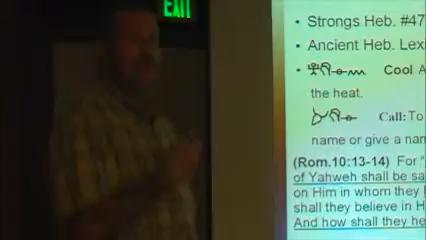 EXIT
• Strongs Heb. #47
• Ancient Heb. Lex
• Cool A
the heat.
Call: To
name or give a nam
(Rom.10:13-14) For "
of Yahweh shall be sa
on Him in whom they
shall they believe in H
And how shall they he